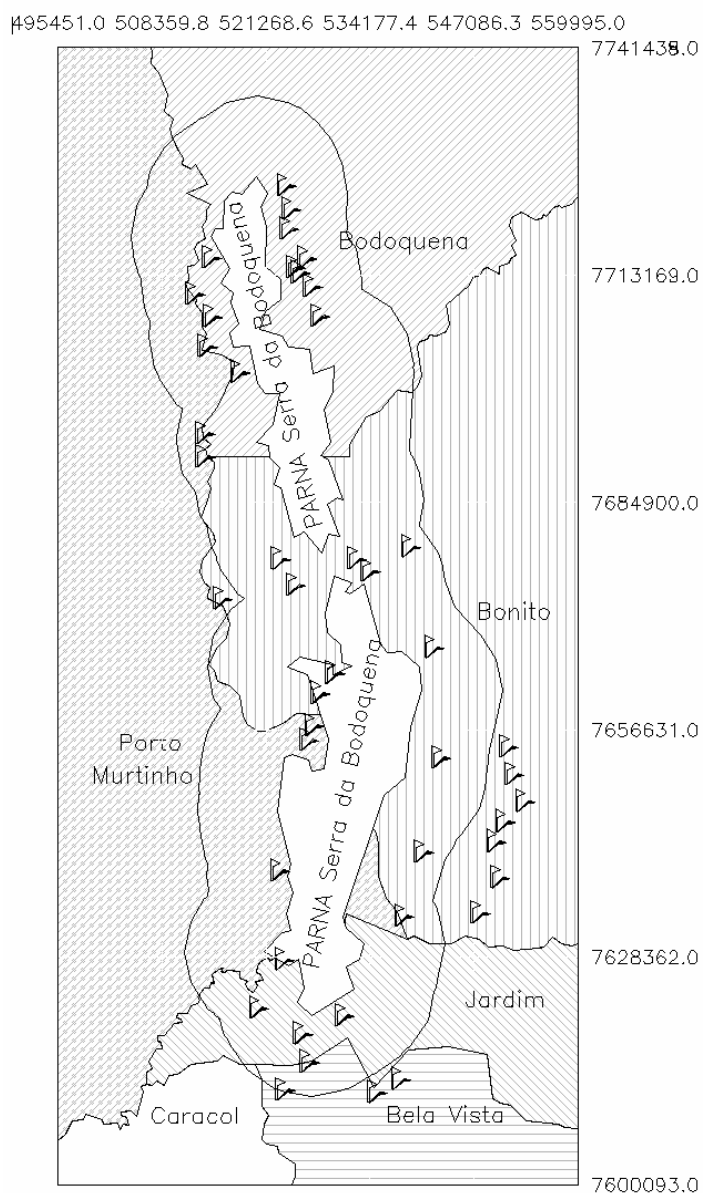 495451.0 508359.8 521268.6 534177.4 547086.3 559995.0
7741438.0
Bodoquena
PARNA Serra da Bodoquena
7713169.0
7684900.0
Bonito
PARNA Serra da Bodoquena
7656631.0
Porto
Murtinho
7628362.0
Jardim
Caracol
Bela Vista
7600093.0